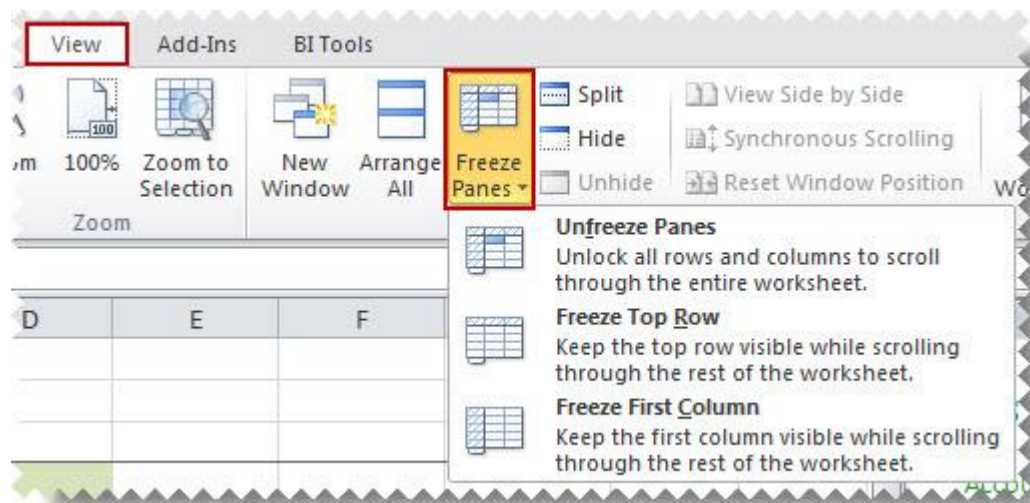 View Add-Ins BI Tools
Split View Side by Side
Hide Synchronous Scrolling
100% Zoom to Selection New Window Arrange All Freeze Panes Unhide Reset Window Position
Zoom
Unfreeze Panes
Unlock all rows and columns to scroll
through the entire worksheet.
D E F
Freeze Top Row
Keep the top row visible while scrolling
through the rest of the worksheet.
Freeze First Column
Keep the first column visible while scrolling
through the rest of the worksheet.